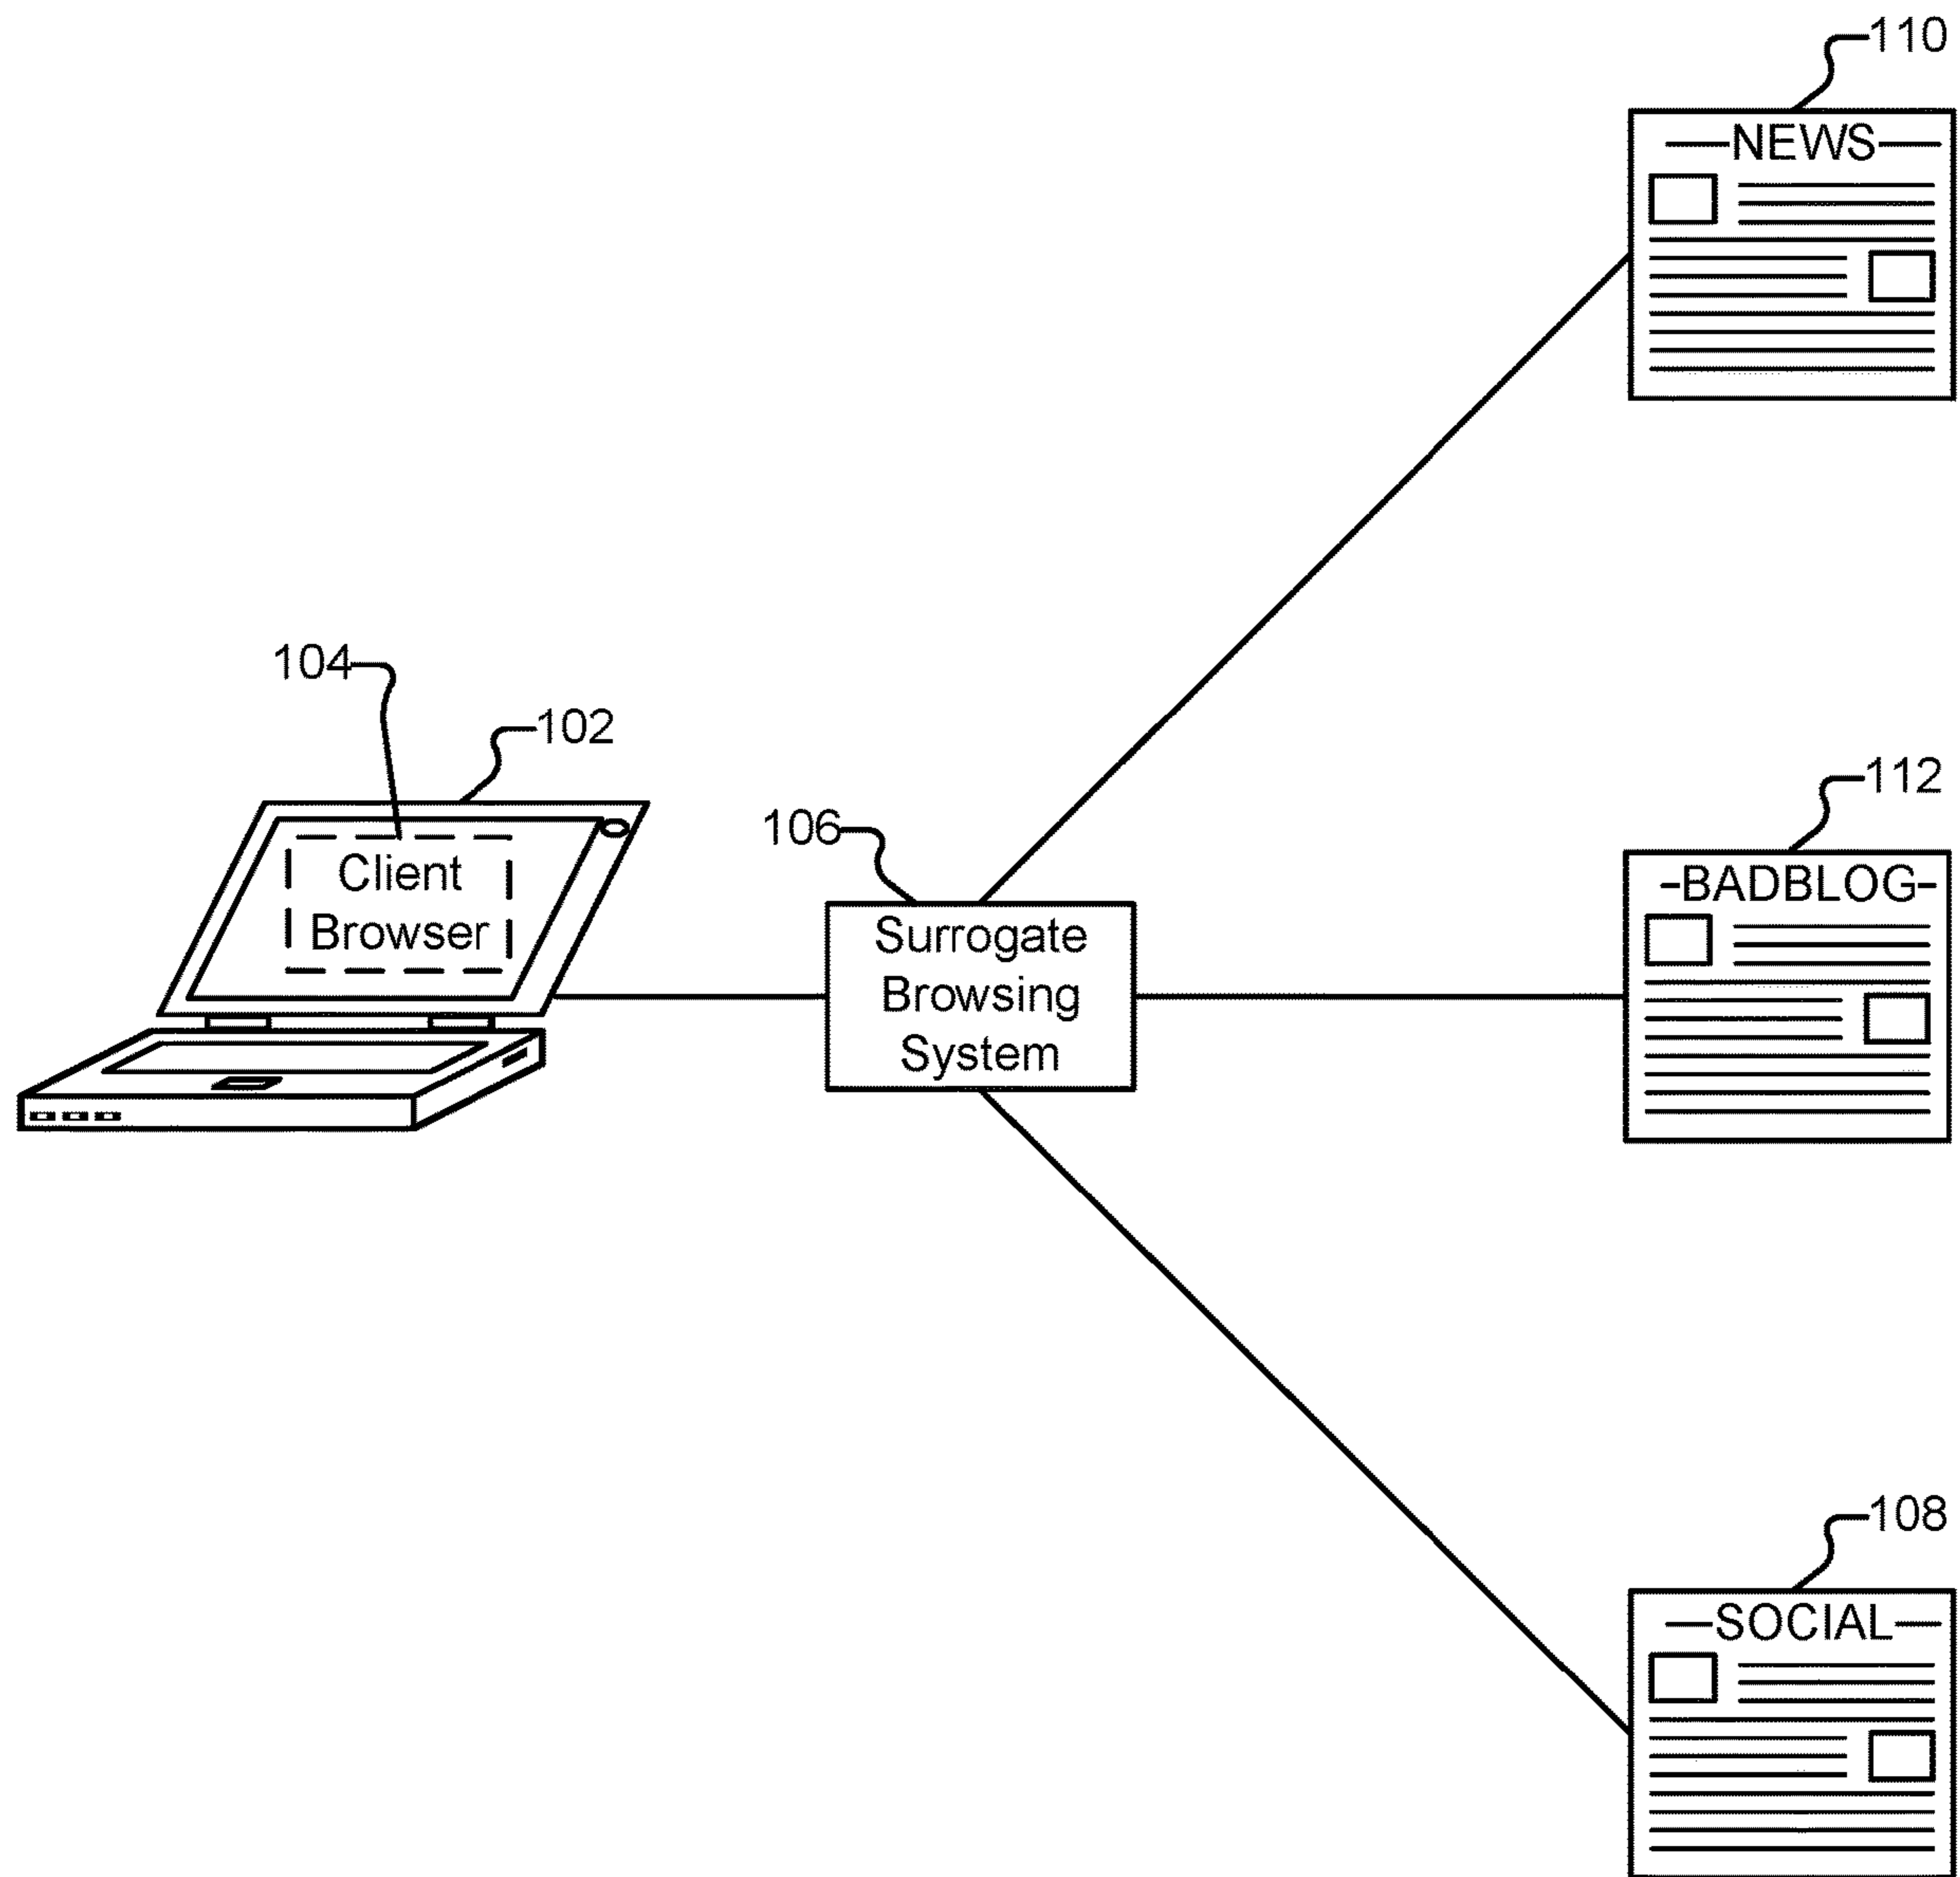 110
NEWS
104
102
112
106
Client
Browser
BADBLOG
Surrogate
Browsing
System
108
SOCIAL